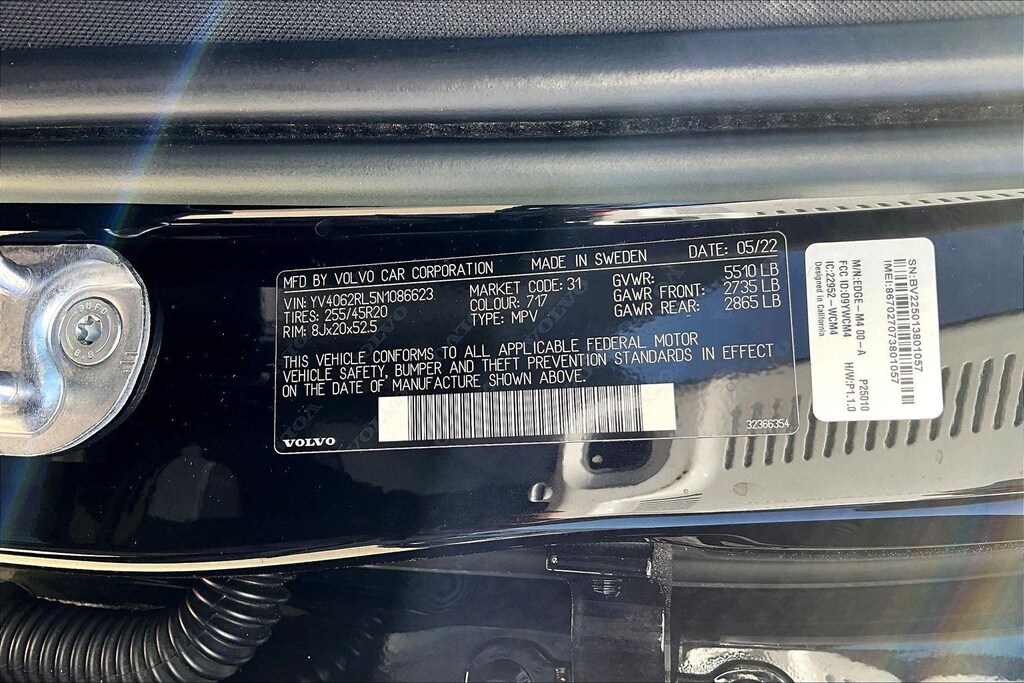 MFD BY VOLVO CAR CORPORATION MADE IN SWEDEN DATE: 05/22
VIN: YV4062RL5N1086623 MARKET CODE: 31 GVWR: 5510 LB
TIRES: 255/45R20 COLOUR: 717 GAWR FRONT: 2735 LB
RIM: 8Jx20x52.5 TYPE: MPV GAWR REAR: 2865 LB
THIS VEHICLE CONFORMS TO ALL APPLICABLE FEDERAL MOTOR
VEHICLE SAFETY, BUMPER AND THEFT PREVENTION STANDARDS IN EFFECT
ON THE DATE OF MANUFACTURE SHOWN ABOVE.
VOLVO
32366354
SN:BV225013801057
IMEI:867027073801057
P25010
M/N:EDGE-M4 00-A H/W:P1.1.0
FCC ID:09YWCM4
IC:22952-WCM4
Designed in California
8.8